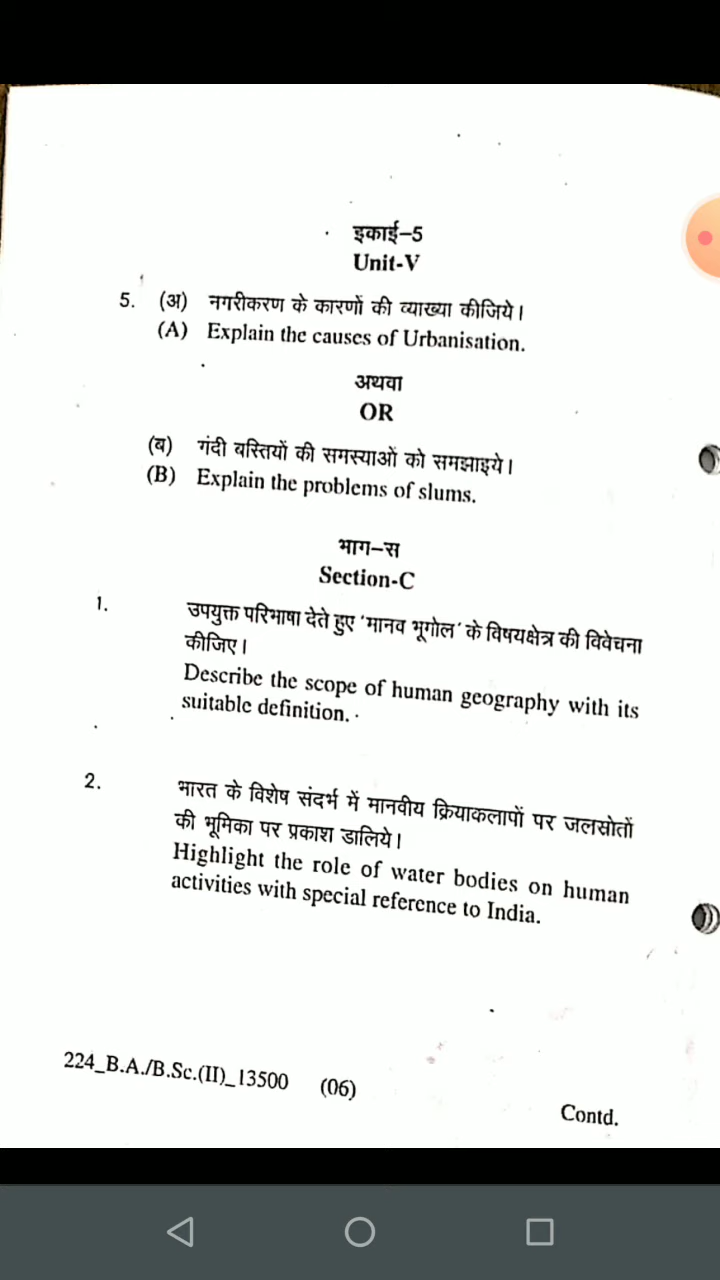 इकाई–5
Unit-V
5. (अ) नगरीकरण के कारणों की व्याख्या कीजिये।
(A) Explain the causes of Urbanisation.
अथवा
OR
(ब) गंदी बस्तियों की समस्याओं को समझाइये।
(B) Explain the problems of slums.
भाग–स
Section-C
1. उपयुक्त परिभाषा देते हुए 'मानव भूगोल' के विषयक्षेत्र की विवेचना
कीजिए।
Describe the scope of human geography with its
suitable definition.
2. भारत के विशेष संदर्भ में मानवीय क्रियाकलापों पर जलस्रोतों
की भूमिका पर प्रकाश डालिये।
Highlight the role of water bodies on human
activities with special reference to India.
224_B.A./B.Sc.(II)_13500 (06)
Contd.